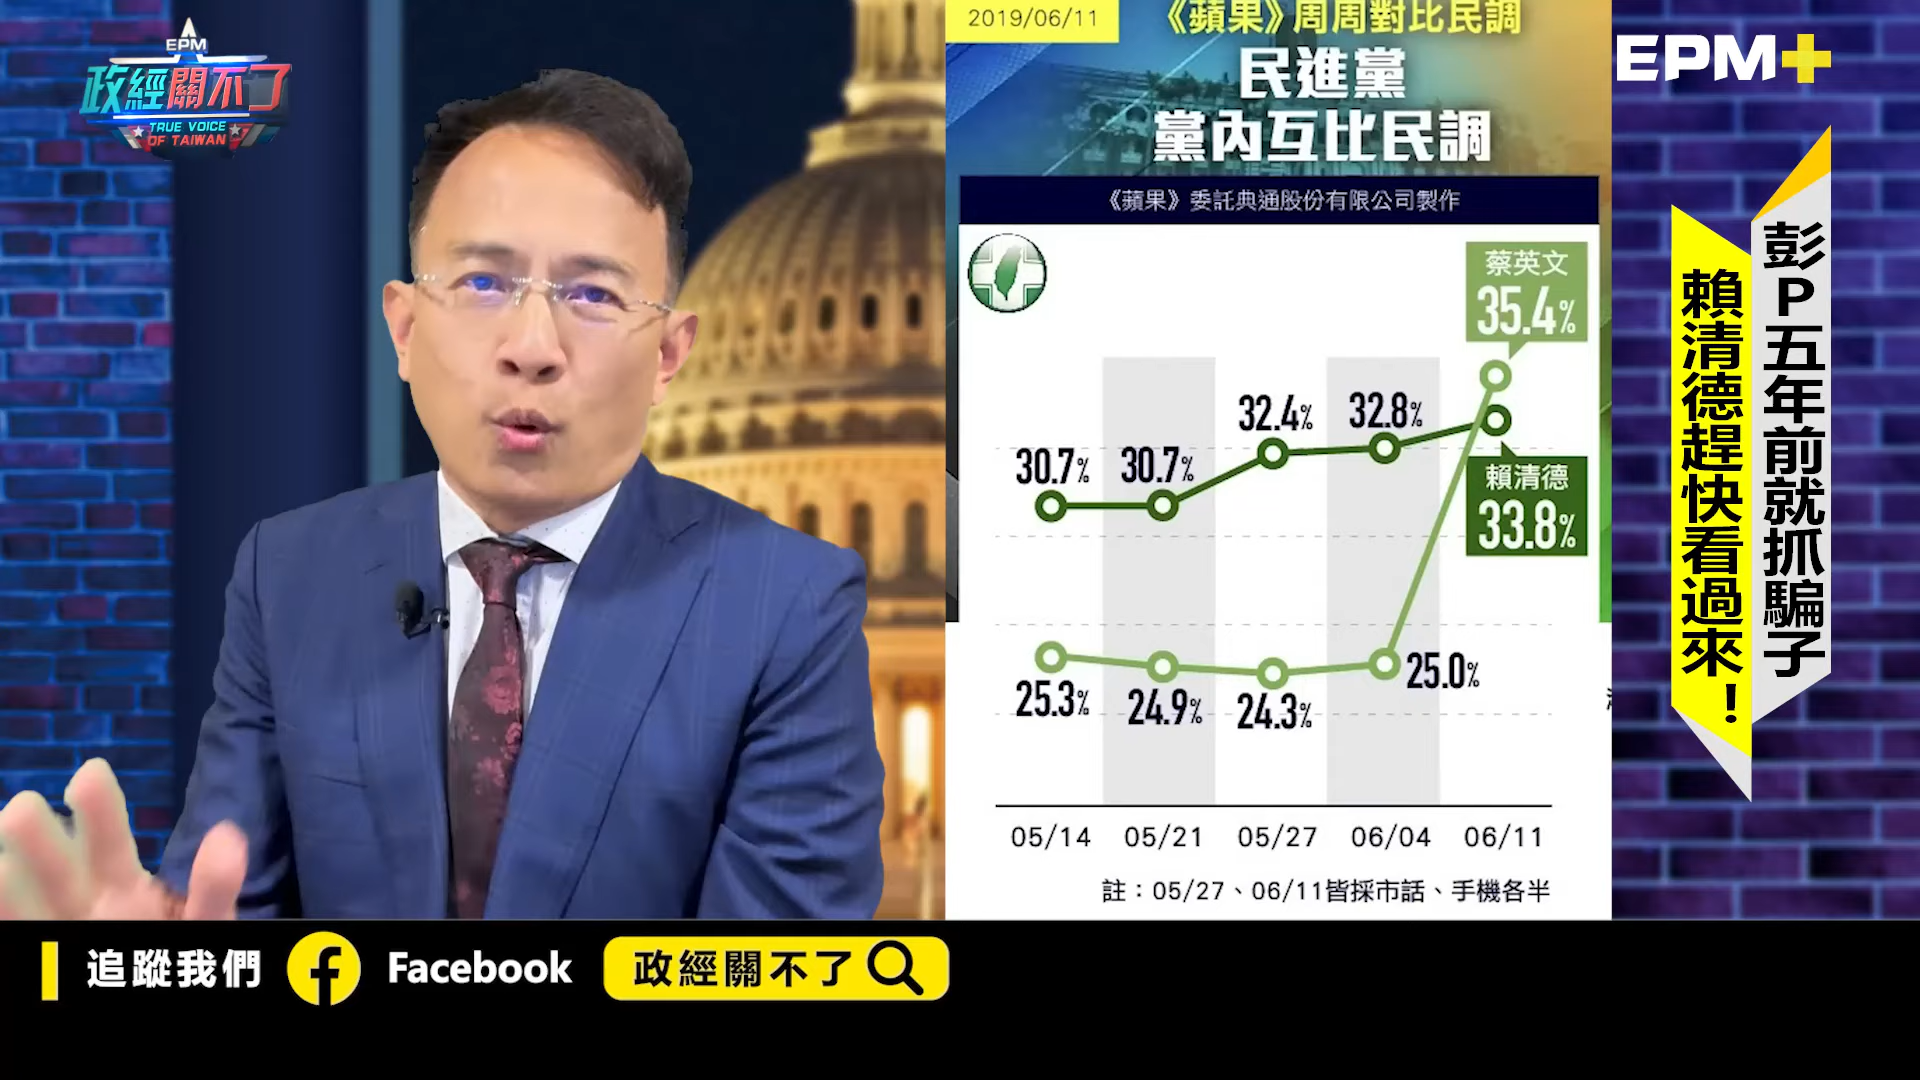 EPM
政經關不了
TRUE VOICE
OF TAIWAN
2019/06/11
《蘋果》周周對比民調
民進黨
黨內互比民調
《蘋果》委託典通股份有限公司製作
蔡英文
35.4%
30.7%
30.7%
32.4%
32.8%
賴清德
33.8%
25.3%
24.9%
24.3%
25.0%
05/14 05/21 05/27 06/04 06/11
註：05/27、06/11皆採市話、手機各半
EPM+
彭P五年前就抓騙子
賴清德趕快看過來！
追蹤我們 Facebook 政經關不了